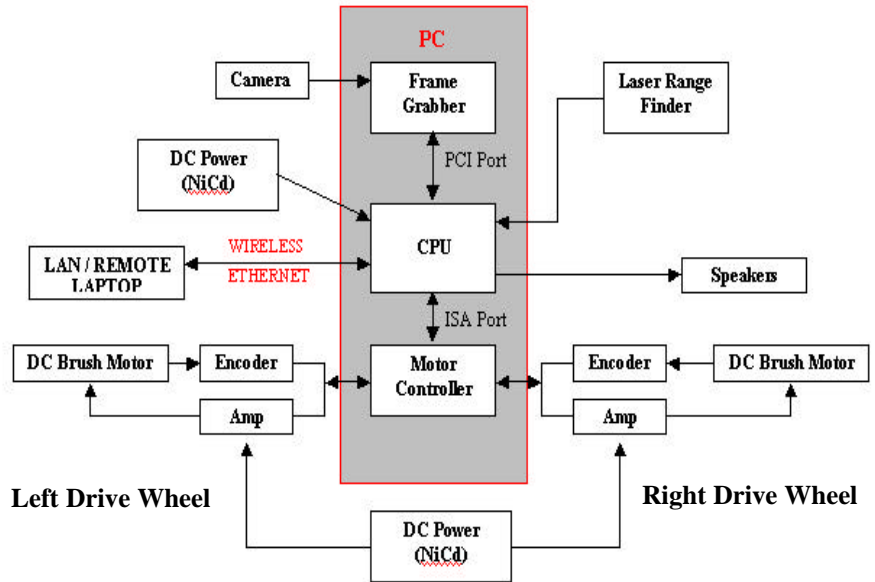 PC
Camera
Frame
Grabber
Laser Range
Finder
DC Power
(NiCd)
PCI Port
CPU
WIRELESS
ETHERNET
LAN / REMOTE
LAPTOP
Speakers
ISA Port
DC Brush Motor
Encoder
Motor
Controller
Encoder
DC Brush Motor
Amp
Amp
Left Drive Wheel
Right Drive Wheel
DC Power
(NiCd)